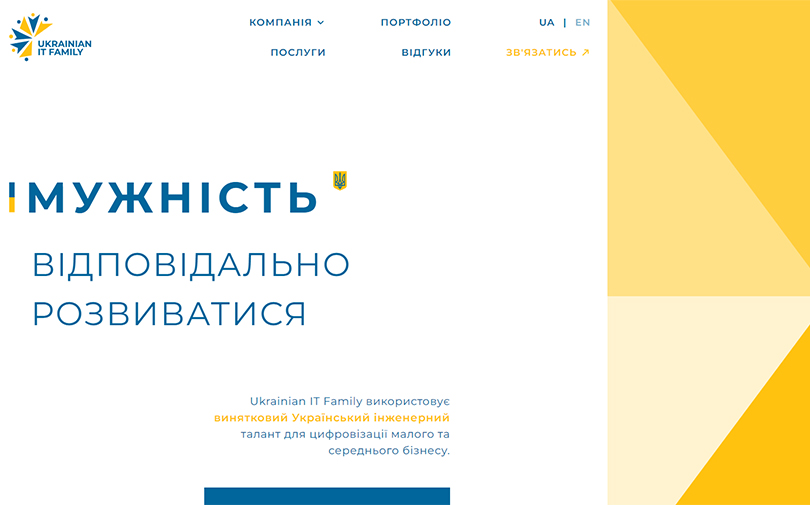 UKRAINIAN
IT FAMILY
КОМПАНІЯ ПОРТФОЛІО UA | EN
ПОСЛУГИ ВІДГУКИ ЗВ'ЯЗАТИСЬ ↗
МУЖНІСТЬ
ВІДПОВІДАЛЬНО
РОЗВИВАТИСЯ
Ukrainian IT Family використовує
винятковий Український інженерний
талант для цифровізації малого та
середнього бізнесу.